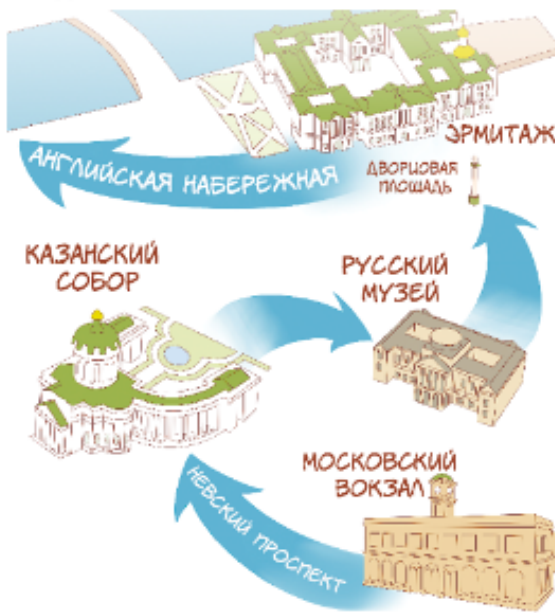 ЭРМИТАЖ
АНГЛИЙСКАЯ НАБЕРЕЖНАЯ
ДВОРЦОВАЯ
ПЛОЩАДЬ
КАЗАНСКИЙ
СОБОР
РУССКИЙ
МУЗЕЙ
МОСКОВСКИЙ
ВОКЗАЛ
НЕВСКИЙ ПРОСПЕКТ